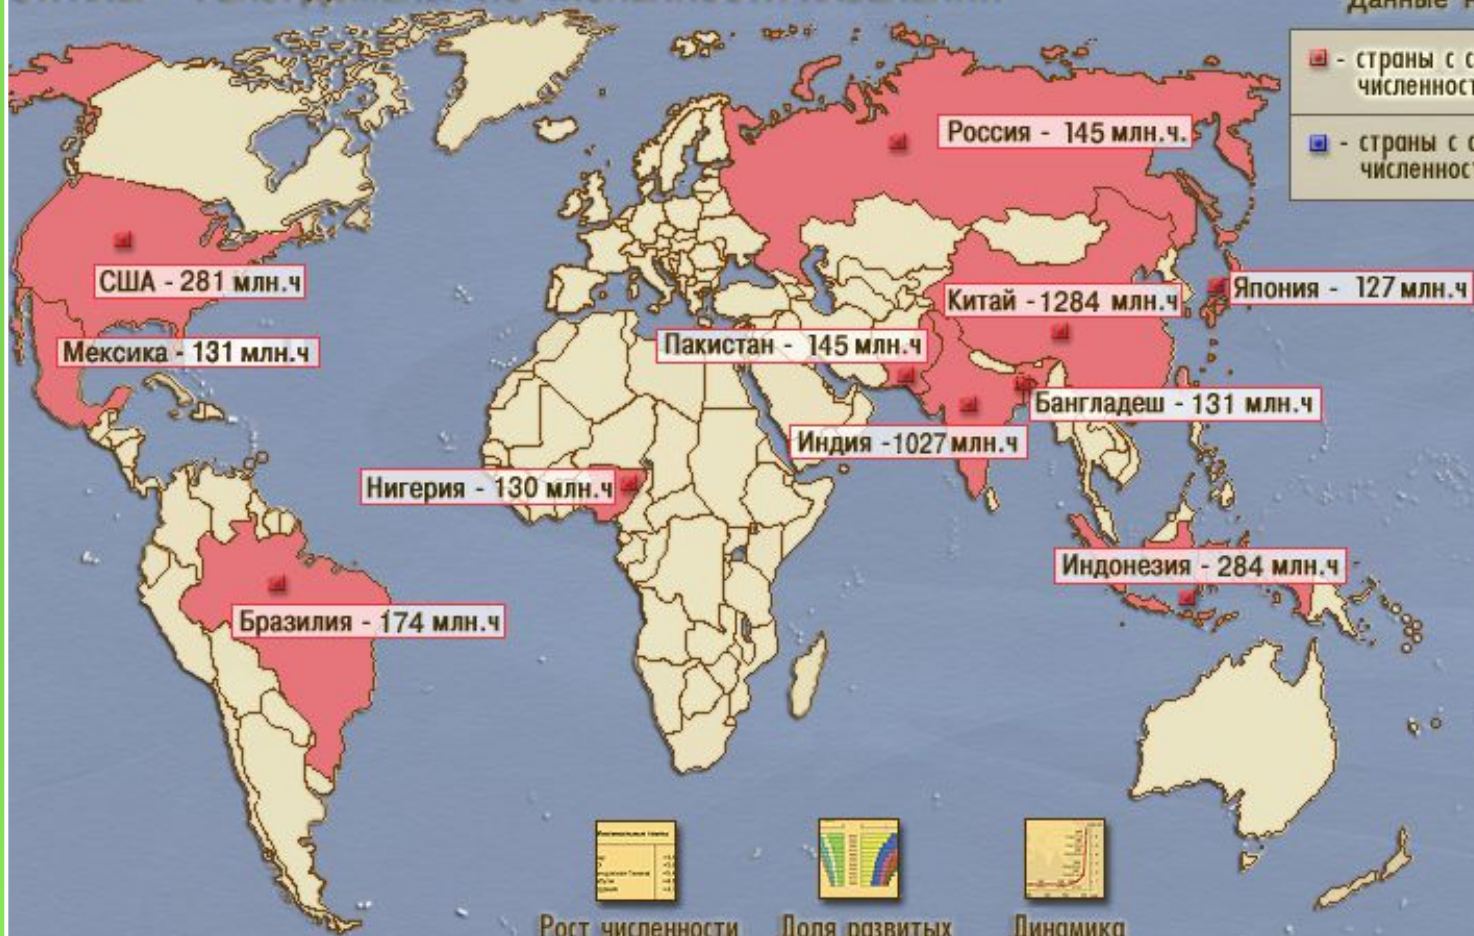 Данные
- страны с с
численност
- страны с с
численност
Россия - 145 млн.ч.
США - 281 млн.ч
Китай -1284 млн.ч
Япония - 127 млн.ч
Мексика - 131 млн.ч
Пакистан - 145 млн.ч
Бангладеш - 131 млн.ч
Индия -1027 млн.ч
Нигерия - 130 млн.ч
Индонезия - 284 млн.ч
Бразилия - 174 млн.ч
Рост численности
Доля развитых
Динамика